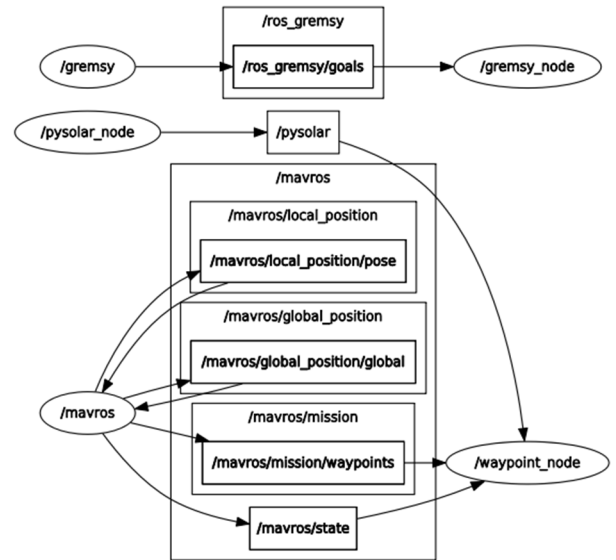 /ros_gremsy
/gremsy
/ros_gremsy/goals
/gremsy_node
/pysolar_node
/pysolar
/mavros
/mavros/local_position
/mavros/local_position/pose
/mavros/global_position
/mavros/global_position/global
/mavros
/mavros/mission
/mavros/mission/waypoints
/waypoint_node
/mavros/state